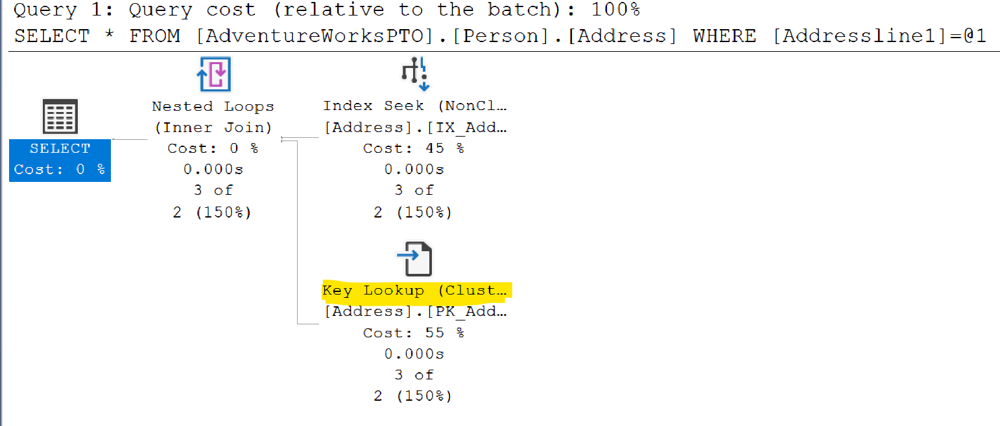 Query 1: Query cost (relative to the batch): 100%
SELECT * FROM [AdventureWorksPTO].[Person].[Address] WHERE [Addressline1]=@1
SELECT
Cost: 0 %
Nested Loops
(Inner Join)
Cost: 0 %
0.000s
3 of
2 (150%)
Index Seek (NonCl…
[Address].[IX_Add…
Cost: 45 %
0.000s
3 of
2 (150%)
Key Lookup (Clust…
[Address].[PK_Add…
Cost: 55 %
0.000s
3 of
2 (150%)